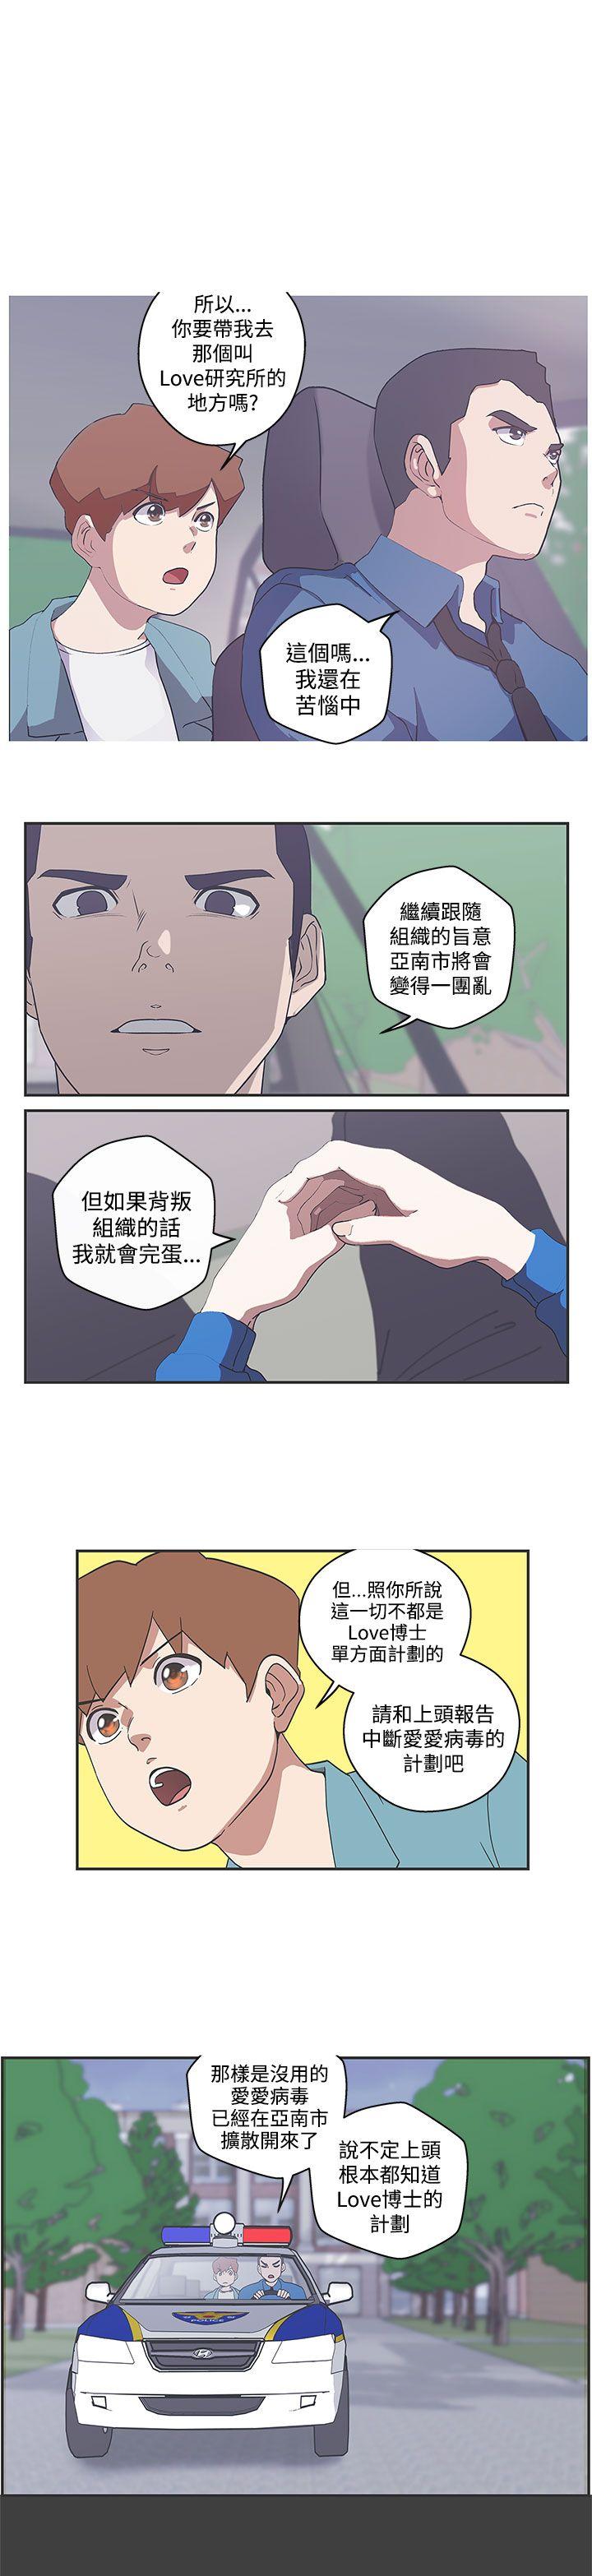 所以...
你要帶我去
那個叫
Love研究所的
地方嗎?
這個嗎...
我還在
苦惱中
繼續跟隨
組織的旨意
亞南市將會
變得一團亂
但如果背叛
組織的話
我就會完蛋...
但...照你所說
這一切不都是
Love博士
單方面計劃的
請和上頭報告
中斷愛愛病毒的
計劃吧
那樣是沒用的
愛愛病毒
已經在亞南市
擴散開來了
說不定上頭
根本都知道
Love博士的
計劃
POLICE